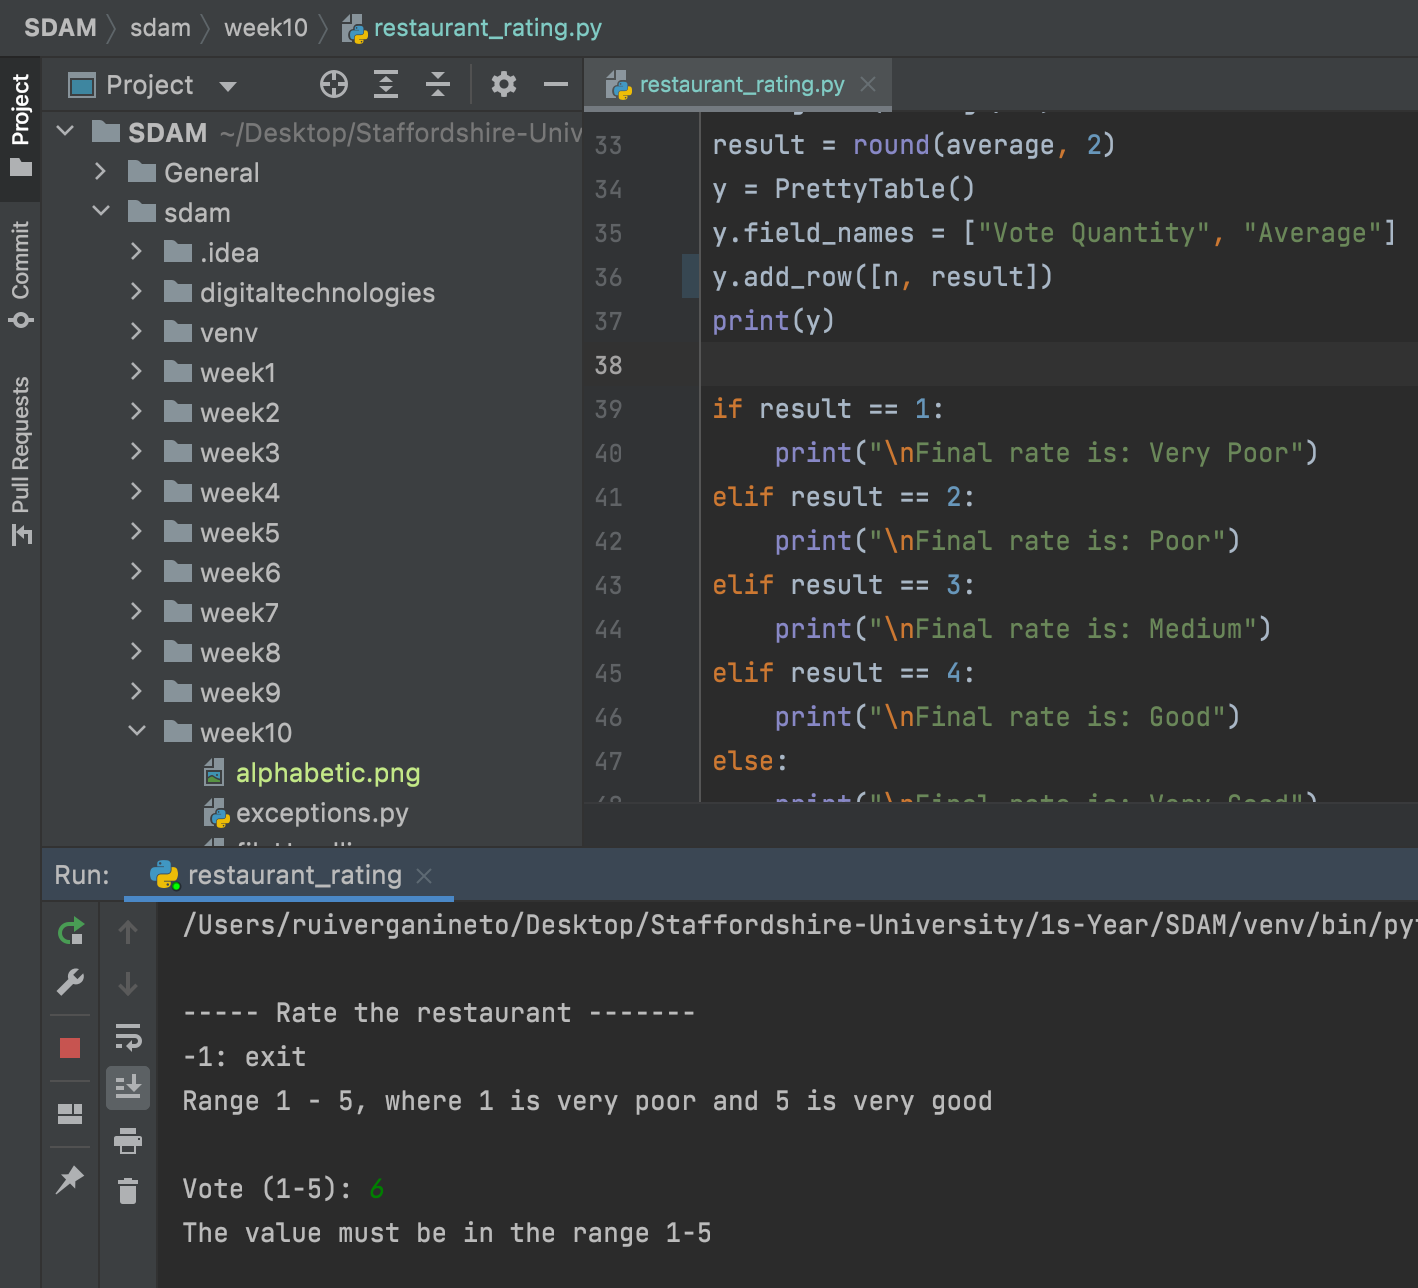 SDAM sdam week10 restaurant_rating.py
Project
Commit
Pull Requests
Project
SDAM ~/Desktop/Staffordshire-Univ
General
sdam
.idea
digitaltechnologies
venv
week1
week2
week3
week4
week5
week6
week7
week8
week9
week10
alphabetic.png
exceptions.py
restaurant_rating.py
33 result = round(average, 2)
34 y = PrettyTable()
35 y.field_names = ["Vote Quantity", "Average"]
36 y.add_row([n, result])
37 print(y)
38
39 if result == 1:
40     print("\nFinal rate is: Very Poor")
41 elif result == 2:
42     print("\nFinal rate is: Poor")
43 elif result == 3:
44     print("\nFinal rate is: Medium")
45 elif result == 4:
46     print("\nFinal rate is: Good")
47 else:
print("\nFinal rate is: Very Good")
Run: restaurant_rating
/Users/ruiverganineto/Desktop/Staffordshire-University/1s-Year/SDAM/venv/bin/py
----- Rate the restaurant -------
-1: exit
Range 1 - 5, where 1 is very poor and 5 is very good
Vote (1-5): 6
The value must be in the range 1-5